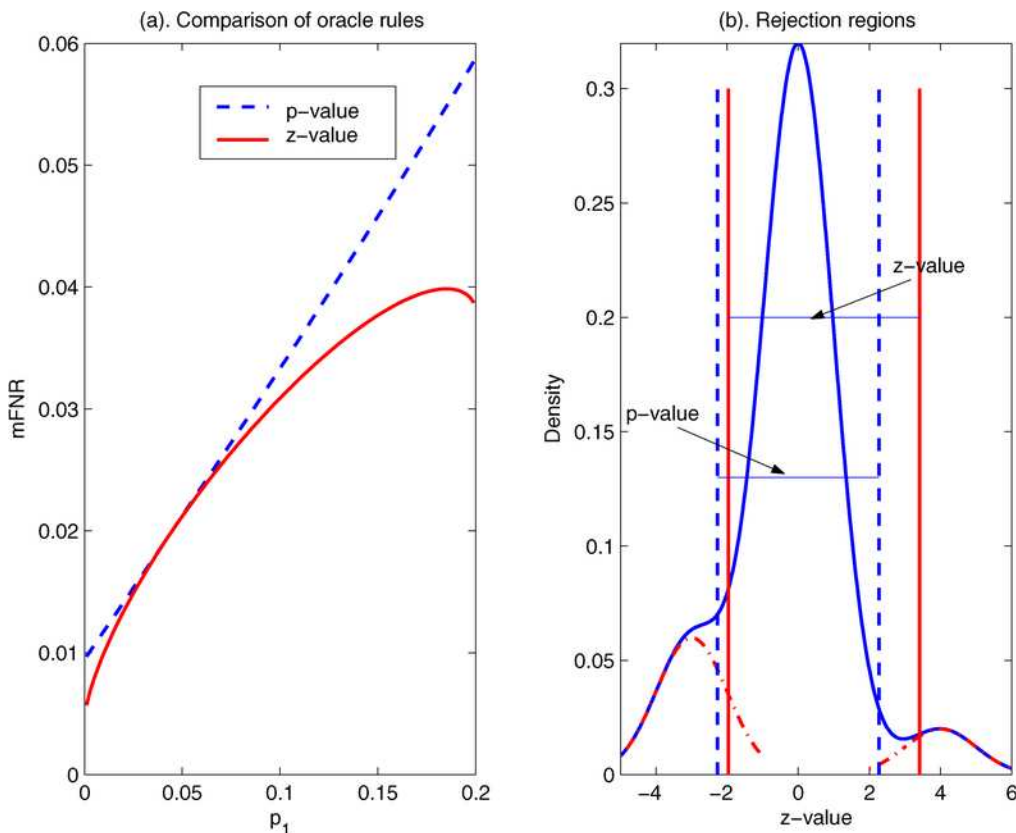 (a). Comparison of oracle rules
0.06
0.05
0.04
0.03
0.02
0.01
0
mFNR
p-value
z-value
0
0.05
0.1
0.15
0.2
p1
(b). Rejection regions
0.3
0.25
0.2
0.15
0.1
0.05
0
Density
z-value
p-value
−4
−2
0
2
4
6
z-value